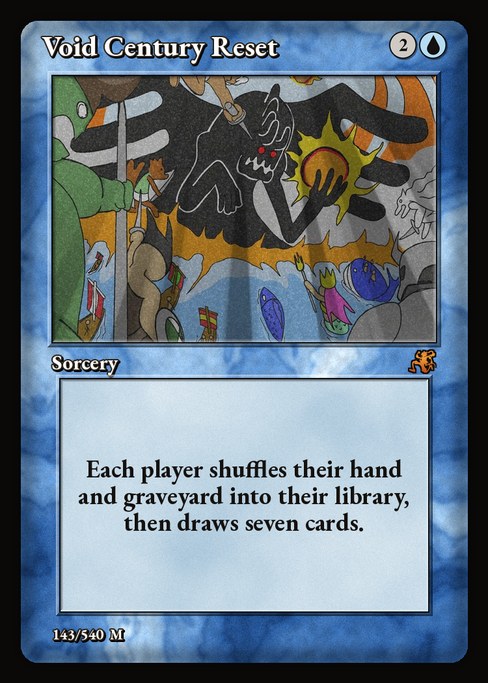 Void Century Reset 2
Sorcery
Each player shuffles their hand
and graveyard into their library,
then draws seven cards.
143/540 M